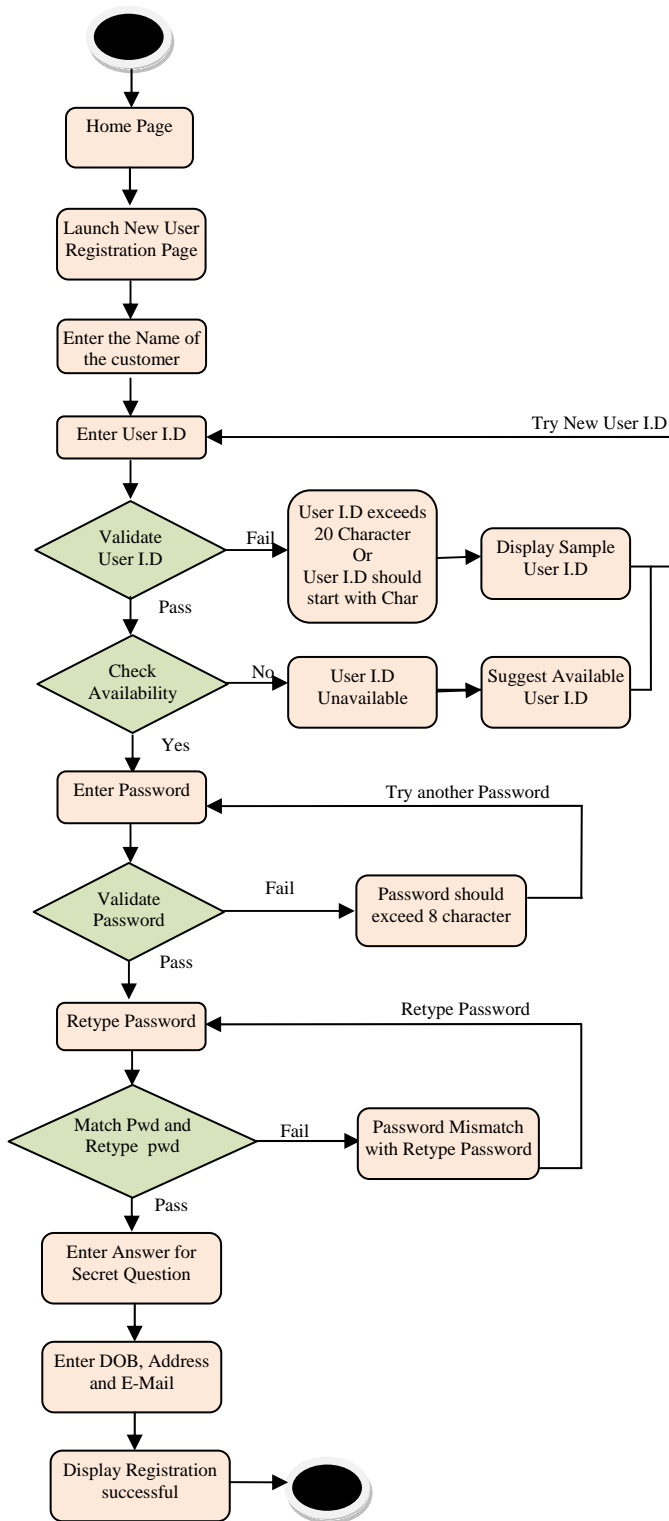 Home Page
Launch New User
Registration Page
Enter the Name of
the customer
Enter User I.D
Try New User I.D
Validate
User I.D
Fail
User I.D exceeds
20 Character
Or
User I.D should
start with Char
Display Sample
User I.D
Pass
Check
Availability
No
User I.D
Unavailable
Suggest Available
User I.D
Yes
Enter Password
Try another Password
Validate
Password
Fail
Password should
exceed 8 character
Pass
Retype Password
Retype Password
Match Pwd and
Retype pwd
Fail
Password Mismatch
with Retype Password
Pass
Enter Answer for
Secret Question
Enter DOB, Address
and E-Mail
Display Registration
successful